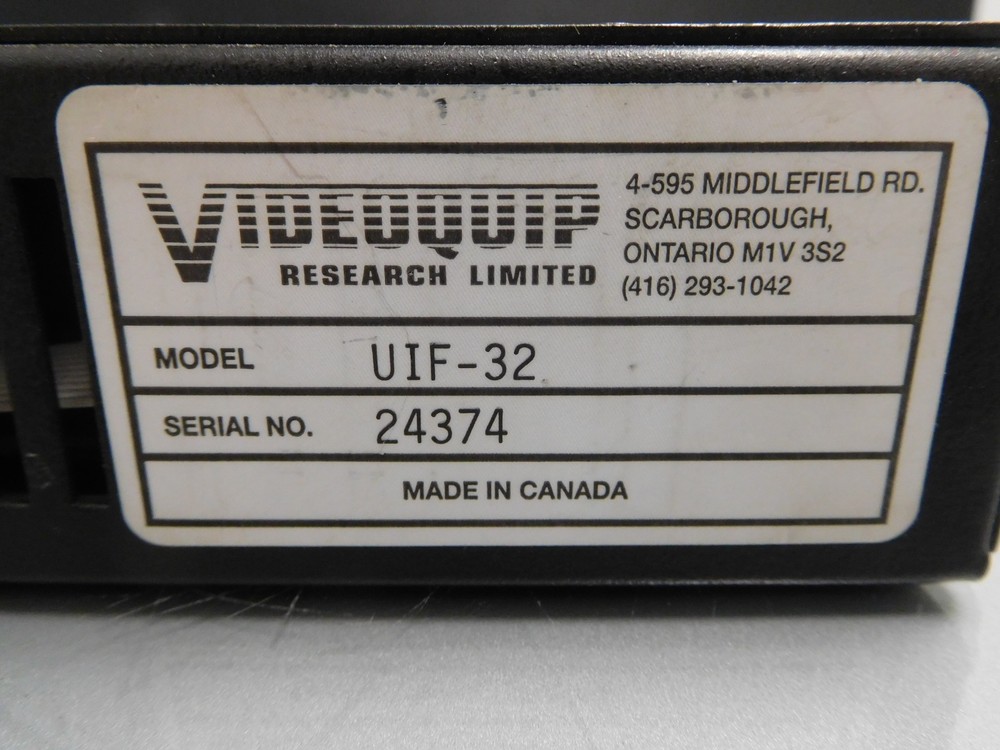 VIDEOQUIP
RESEARCH LIMITED
4-595 MIDDLEFIELD RD.
SCARBOROUGH,
ONTARIO M1V 3S2
(416) 293-1042
MODEL UIF-32
SERIAL NO. 24374
MADE IN CANADA